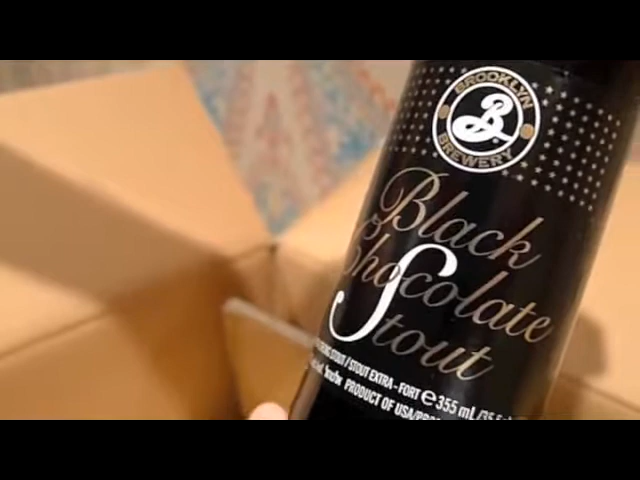 BROOKLYN
B
BREWERY
Black
Chocolate
Stout
STOUT / STOUT EXTRA - FORT ℮ 355 mL
PRODUCT OF USA